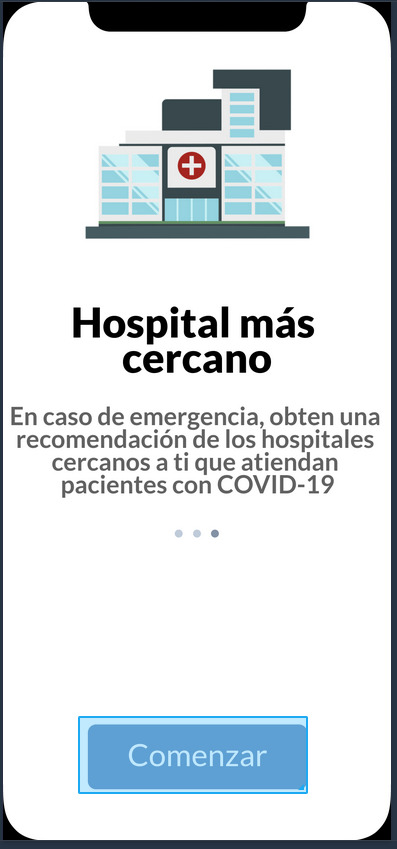 Hospital más
cercano
En caso de emergencia, obten una
recomendación de los hospitales
cercanos a ti que atiendan
pacientes con COVID-19
Comenzar